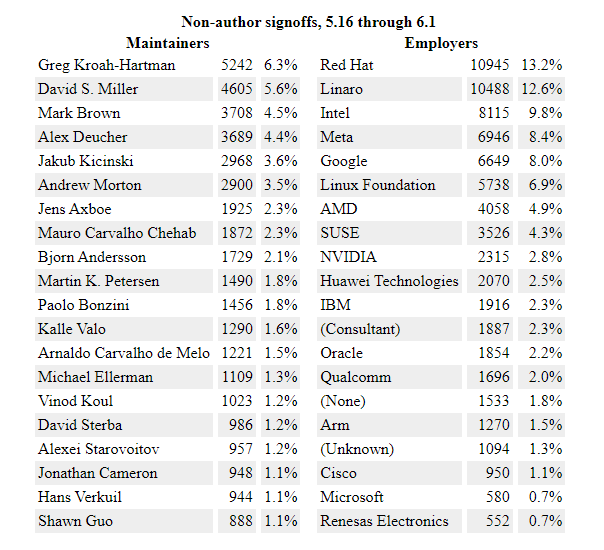 Non-author signoffs, 5.16 through 6.1
Maintainers Employers
Greg Kroah-Hartman 5242 6.3% Red Hat 10945 13.2%
David S. Miller 4605 5.6% Linaro 10488 12.6%
Mark Brown 3708 4.5% Intel 8115 9.8%
Alex Deucher 3689 4.4% Meta 6946 8.4%
Jakub Kicinski 2968 3.6% Google 6649 8.0%
Andrew Morton 2900 3.5% Linux Foundation 5738 6.9%
Jens Axboe 1925 2.3% AMD 4058 4.9%
Mauro Carvalho Chehab 1872 2.3% SUSE 3526 4.3%
Bjorn Andersson 1729 2.1% NVIDIA 2315 2.8%
Martin K. Petersen 1490 1.8% Huawei Technologies 2070 2.5%
Paolo Bonzini 1456 1.8% IBM 1916 2.3%
Kalle Valo 1290 1.6% (Consultant) 1887 2.3%
Arnaldo Carvalho de Melo 1221 1.5% Oracle 1854 2.2%
Michael Ellerman 1109 1.3% Qualcomm 1696 2.0%
Vinod Koul 1023 1.2% (None) 1533 1.8%
David Sterba 986 1.2% Arm 1270 1.5%
Alexei Starovoitov 957 1.2% (Unknown) 1094 1.3%
Jonathan Cameron 948 1.1% Cisco 950 1.1%
Hans Verkuil 944 1.1% Microsoft 580 0.7%
Shawn Guo 888 1.1% Renesas Electronics 552 0.7%